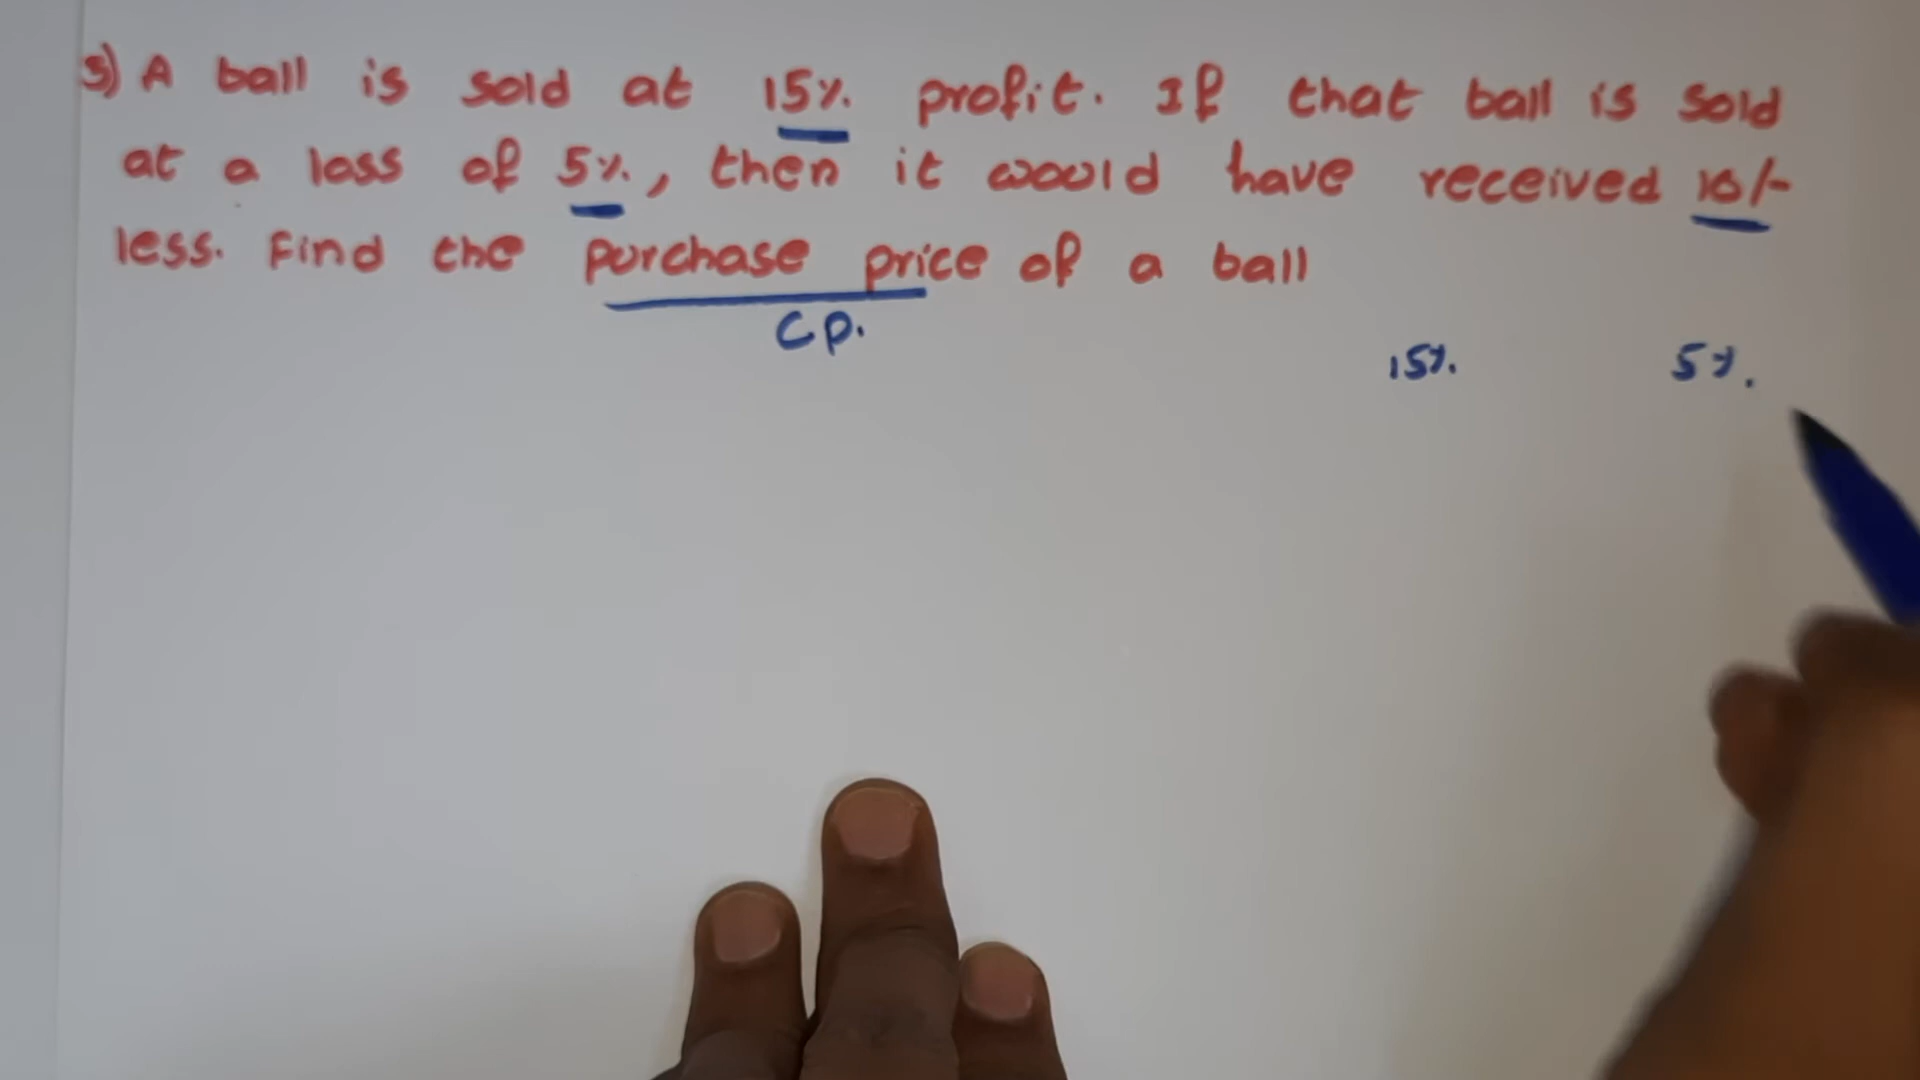 3) A ball is sold at 15%. profit. If that ball is sold
at a loss of 5%., then it would have received 10/-
less. Find the purchase price of a ball
CP.
15%. 5%.